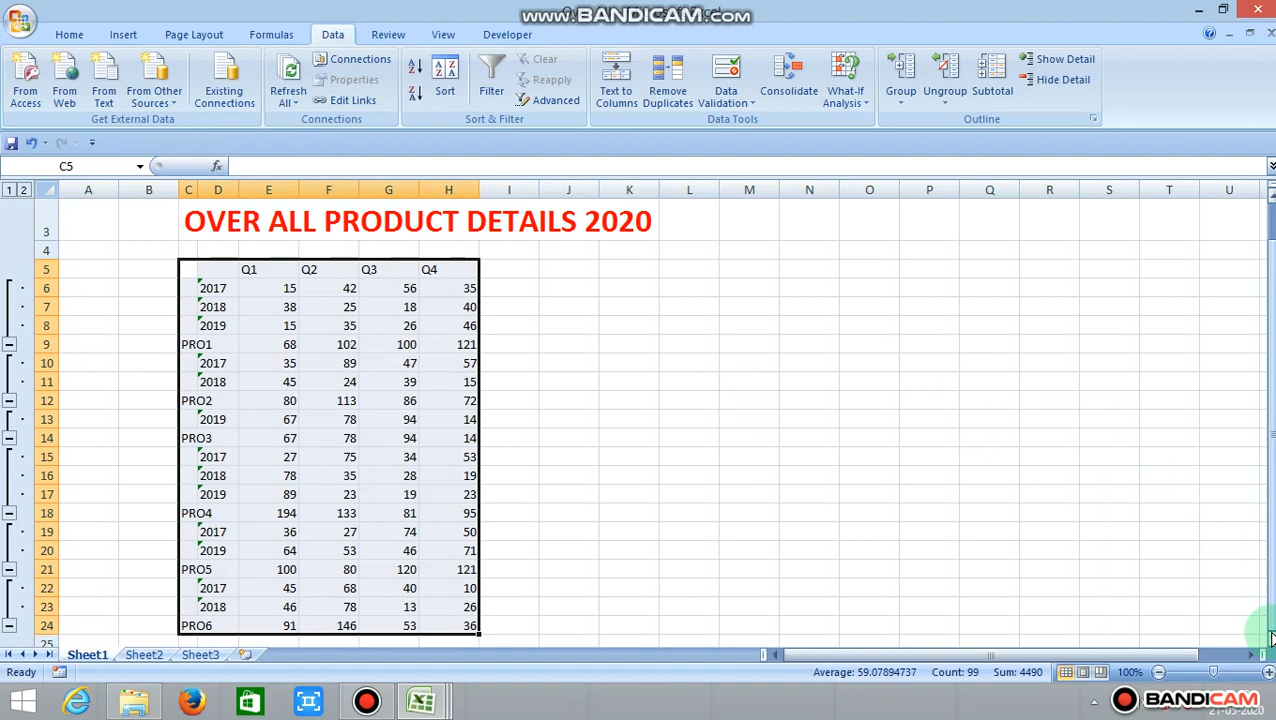 www.BANDICAM.com
Home Insert Page Layout Formulas Data Review View Developer
From Access From Web From Text From Other Sources Existing Connections Refresh All Connections Properties Edit Links Sort Filter Clear Reapply Advanced Text to Columns Remove Duplicates Data Validation Consolidate What-If Analysis Group Ungroup Subtotal Show Detail Hide Detail
Get External Data Connections Sort & Filter Data Tools Outline
C5 fx
1 2 A B C D E F G H I J K L M N O P Q R S T U
3 OVER ALL PRODUCT DETAILS 2020
4
5 Q1 Q2 Q3 Q4
6 2017 15 42 56 35
7 2018 38 25 18 40
8 2019 15 35 26 46
9 PRO1 68 102 100 121
10 2017 35 89 47 57
11 2018 45 24 39 15
12 PRO2 80 113 86 72
13 2019 67 78 94 14
14 PRO3 67 78 94 14
15 2017 27 75 34 53
16 2018 78 35 28 19
17 2019 89 23 19 23
18 PRO4 194 133 81 95
19 2017 36 27 74 50
20 2019 64 53 46 71
21 PRO5 100 80 120 121
22 2017 45 68 40 10
23 2018 46 78 13 26
24 PRO6 91 146 53 36
25
Sheet1 Sheet2 Sheet3
Ready Average: 59.07894737 Count: 99 Sum: 4490 100%
BANDICAM
21-05-2020